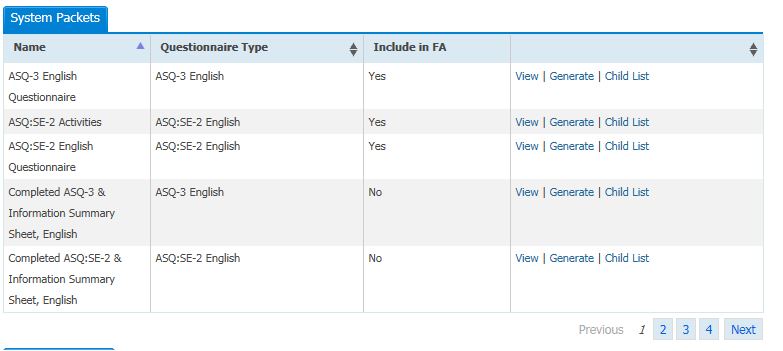 System Packets
Name Questionnaire Type Include in FA
ASQ-3 English ASQ-3 English Yes View | Generate | Child List
Questionnaire
ASQ:SE-2 Activities ASQ:SE-2 English Yes View | Generate | Child List
ASQ:SE-2 English ASQ:SE-2 English Yes View | Generate | Child List
Questionnaire
Completed ASQ-3 & ASQ-3 English No View | Generate | Child List
Information Summary
Sheet, English
Completed ASQ:SE-2 & ASQ:SE-2 English No View | Generate | Child List
Information Summary
Sheet, English
Previous 1 2 3 4 Next